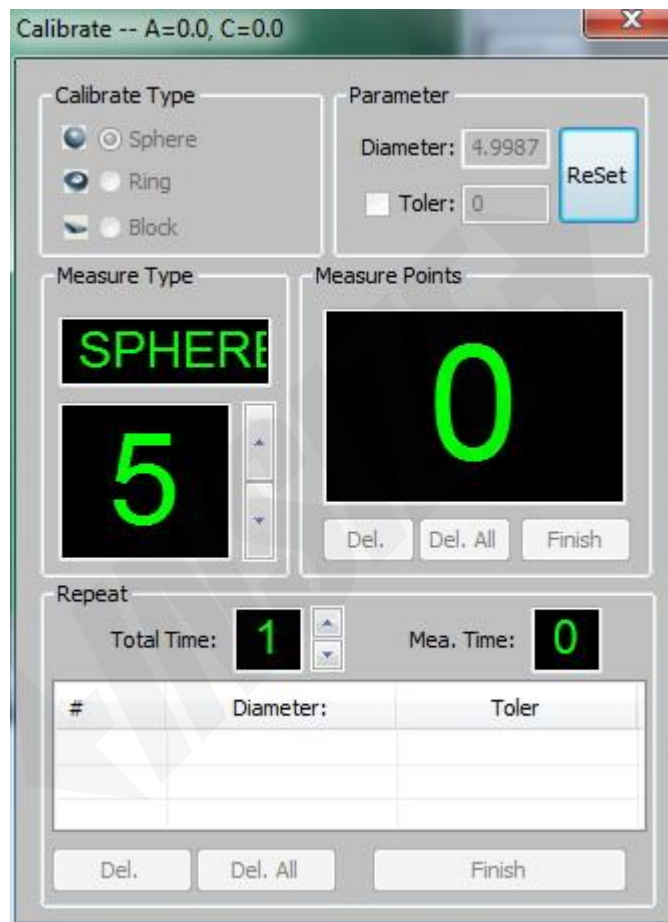 Calibrate -- A=0.0, C=0.0
X
Calibrate Type
Sphere
Ring
Block
Parameter
Diameter: 4.9987
Toler: 0
ReSet
Measure Type
SPHERE
5
Measure Points
0
Del. Del. All Finish
Repeat
Total Time: 1 Mea. Time: 0
# Diameter: Toler
Del. Del. All Finish